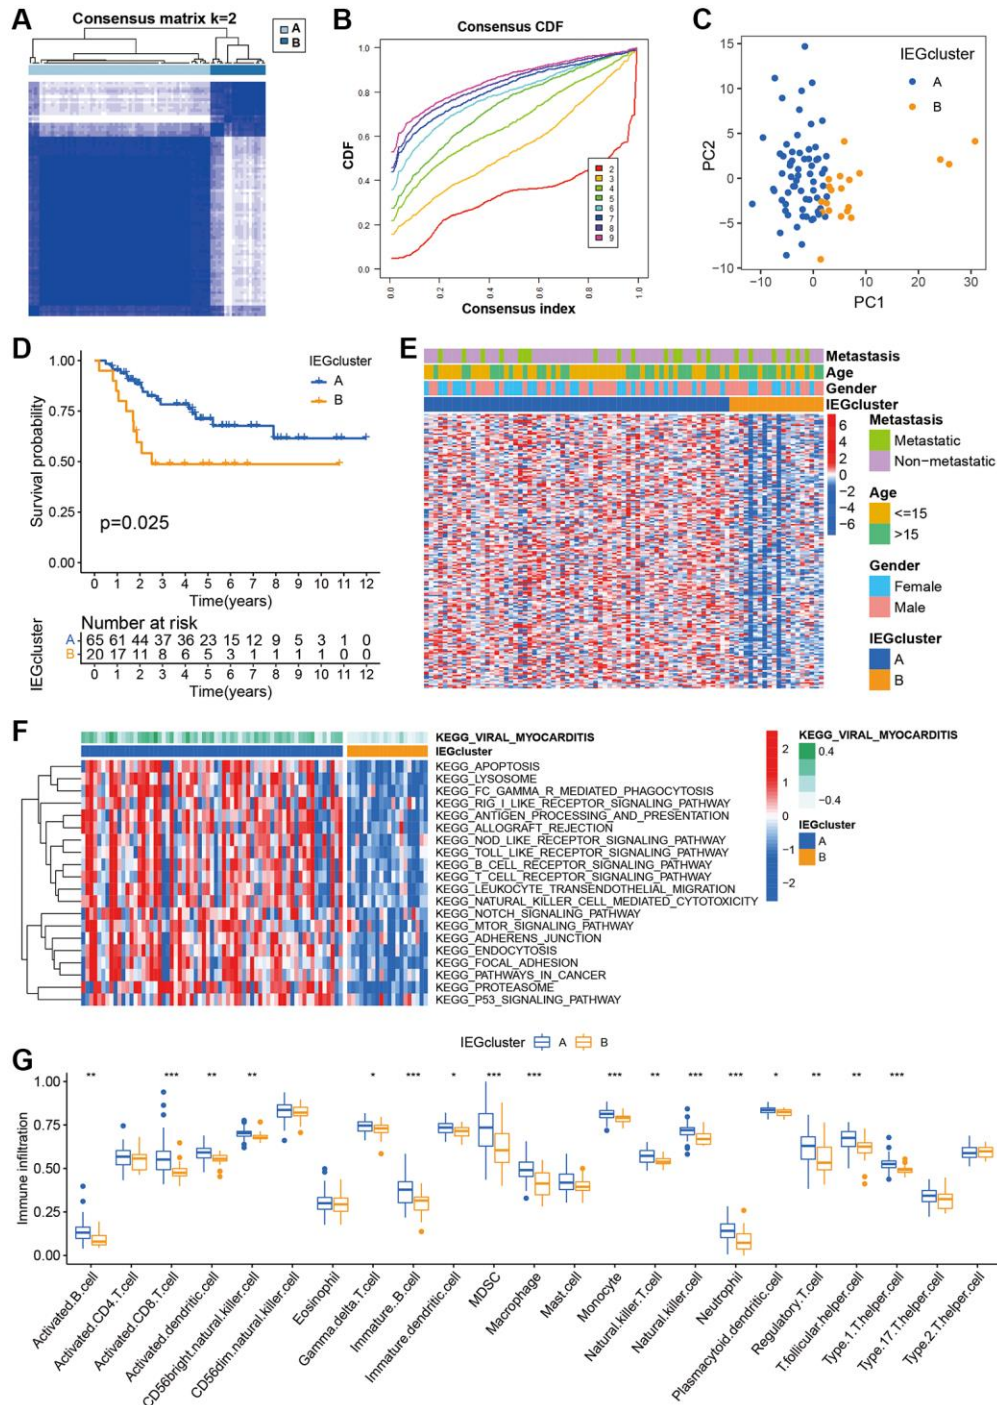 A
Consensus matrix k=2
A
B
B
Consensus CDF
CDF
1.0
0.8
0.6
0.4
0.2
0.0
2
3
4
5
6
7
8
9
0.0 0.2 0.4 0.6 0.8 1.0
Consensus index
C
IEGcluster
A
B
PC2
15
10
5
0
−5
−10
−10 0 10 20 30
PC1
D
IEGcluster
A
B
Survival probability
1.00
0.75
0.50
0.25
0.00
p=0.025
0 1 2 3 4 5 6 7 8 9 10 11 12
Time(years)
Number at risk
IEGcluster
A 65 61 44 37 36 23 15 12 9 5 3 1 0
B 20 17 11 8 6 5 3 1 1 1 1 0 0
0 1 2 3 4 5 6 7 8 9 10 11 12
Time(years)
E
Metastasis
Age
Gender
IEGcluster
6
4
2
0
−2
−4
−6
Metastasis
Metastatic
Non−metastatic
Age
<=15
>15
Gender
Female
Male
IEGcluster
A
B
F
KEGG_VIRAL_MYOCARDITIS
IEGcluster
KEGG_APOPTOSIS
KEGG_LYSOSOME
KEGG_FC_GAMMA_R_MEDIATED_PHAGOCYTOSIS
KEGG_RIG_I_LIKE_RECEPTOR_SIGNALING_PATHWAY
KEGG_ANTIGEN_PROCESSING_AND_PRESENTATION
KEGG_ALLOGRAFT_REJECTION
KEGG_NOD_LIKE_RECEPTOR_SIGNALING_PATHWAY
KEGG_TOLL_LIKE_RECEPTOR_SIGNALING_PATHWAY
KEGG_B_CELL_RECEPTOR_SIGNALING_PATHWAY
KEGG_T_CELL_RECEPTOR_SIGNALING_PATHWAY
KEGG_LEUKOCYTE_TRANSENDOTHELIAL_MIGRATION
KEGG_NATURAL_KILLER_CELL_MEDIATED_CYTOTOXICITY
KEGG_NOTCH_SIGNALING_PATHWAY
KEGG_MTOR_SIGNALING_PATHWAY
KEGG_ADHERENS_JUNCTION
KEGG_ENDOCYTOSIS
KEGG_FOCAL_ADHESION
KEGG_PATHWAYS_IN_CANCER
KEGG_PROTEASOME
KEGG_P53_SIGNALING_PATHWAY
2
1
0
−1
−2
KEGG_VIRAL_MYOCARDITIS
0.4
−0.4
IEGcluster
A
B
G
IEGcluster A B
** *** ** ** * *** * *** *** *** ** *** *** * ** ** ***
Immune infiltration
1.00
0.75
0.50
0.25
0.00
Activated.B.cell
Activated.CD4.T.cell
Activated.CD8.T.cell
Activated.dendritic.cell
CD56bright.natural.killer.cell
CD56dim.natural.killer.cell
Eosinophil
Gamma.delta.T.cell
Immature..B.cell
Immature.dendritic.cell
MDSC
Macrophage
Mast.cell
Monocyte
Natural.killer.T.cell
Natural.killer.cell
Neutrophil
Plasmacytoid.dendritic.cell
Regulatory.T.cell
T.follicular.helper.cell
Type.1.T.helper.cell
Type.17.T.helper.cell
Type.2.T.helper.cell